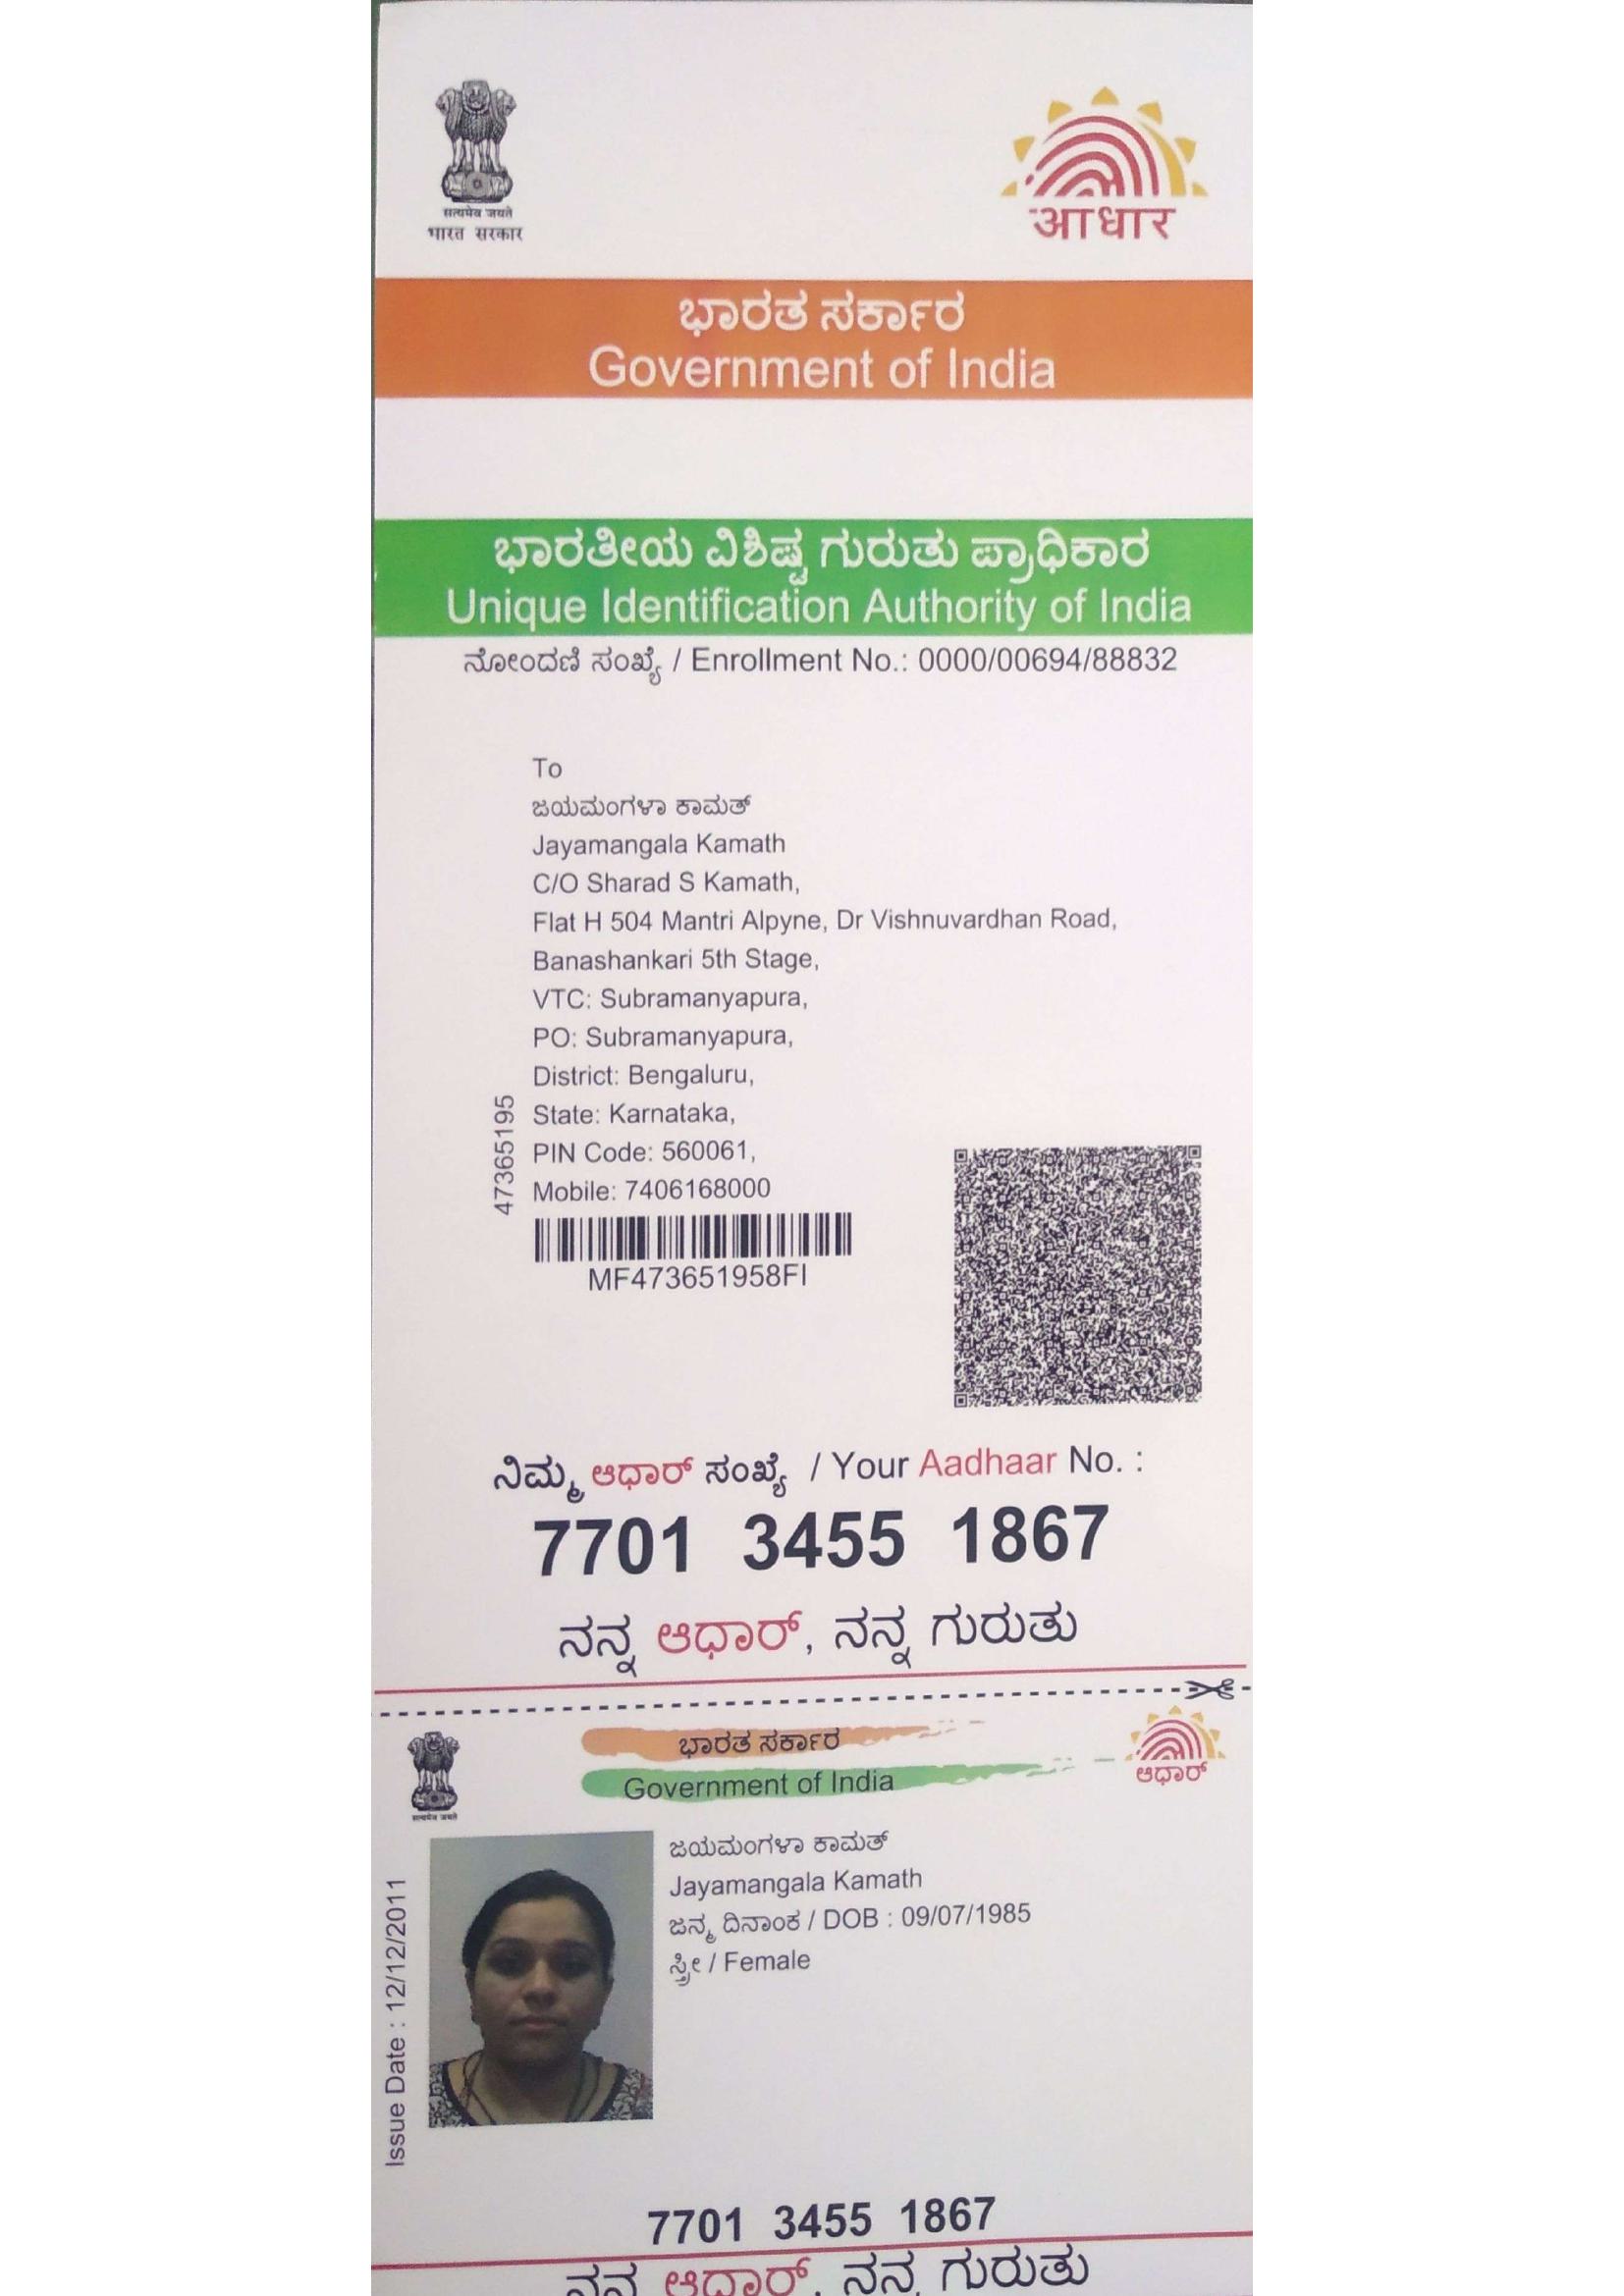 सत्यमेव जयते
भारत सरकार
आधार
ಭಾರತ ಸರ್ಕಾರ
Government of India
ಭಾರತೀಯ ವಿಶಿಷ್ಟ ಗುರುತು ಪ್ರಾಧಿಕಾರ
Unique Identification Authority of India
ನೋಂದಣಿ ಸಂಖ್ಯೆ / Enrollment No.: 0000/00694/88832
To
ಜಯಮಂಗಳಾ ಕಾಮತ್
Jayamangala Kamath
C/O Sharad S Kamath,
Flat H 504 Mantri Alpyne, Dr Vishnuvardhan Road,
Banashankari 5th Stage,
VTC: Subramanyapura,
PO: Subramanyapura,
District: Bengaluru,
State: Karnataka,
PIN Code: 560061,
Mobile: 7406168000
47365195
MF473651958FI
ನಿಮ್ಮ ಆಧಾರ್ ಸಂಖ್ಯೆ / Your Aadhaar No. :
7701 3455 1867
ನನ್ನ ಆಧಾರ್, ನನ್ನ ಗುರುತು
ಭಾರತ ಸರ್ಕಾರ
Government of India
सत्यमेव जयते
ಆಧಾರ್
ಜಯಮಂಗಳಾ ಕಾಮತ್
Jayamangala Kamath
ಜನ್ಮ ದಿನಾಂಕ / DOB : 09/07/1985
ಸ್ತ್ರೀ / Female
Issue Date : 12/12/2011
7701 3455 1867
ನನ್ನ ಆಧಾರ್, ನನ್ನ ಗುರುತು